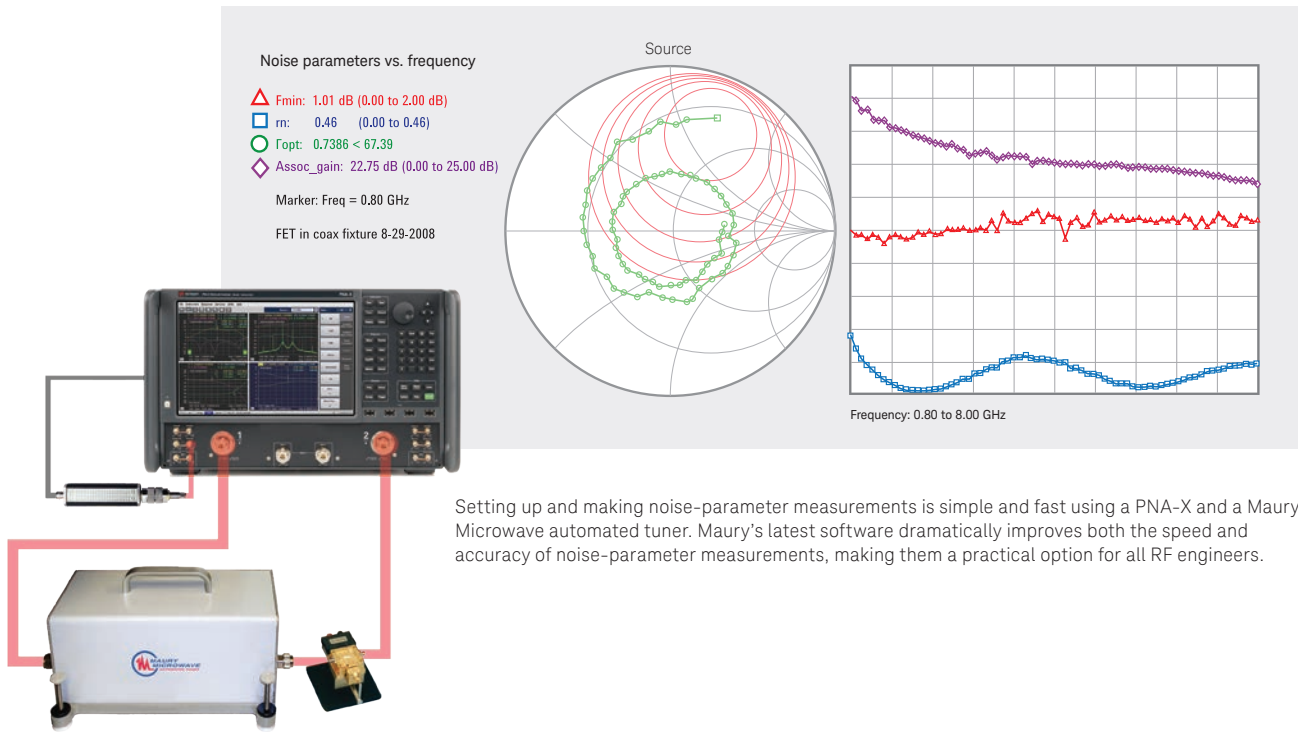 Noise parameters vs. frequency
Fmin: 1.01 dB (0.00 to 2.00 dB)
rn: 0.46 (0.00 to 0.46)
Γopt: 0.7386 < 67.39
Assoc_gain: 22.75 dB (0.00 to 25.00 dB)
Marker: Freq = 0.80 GHz
FET in coax fixture 8-29-2008
Source
Frequency: 0.80 to 8.00 GHz
PNA-X
1
2
Setting up and making noise-parameter measurements is simple and fast using a PNA-X and a Maury
Microwave automated tuner. Maury's latest software dramatically improves both the speed and
accuracy of noise-parameter measurements, making them a practical option for all RF engineers.
MAURY
MICROWAVE